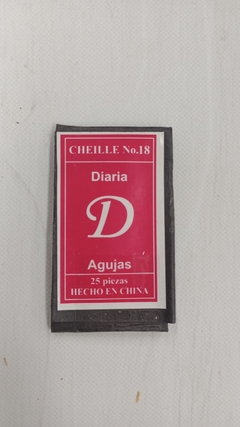 CHEILLE No.18
Diaria
D
Agujas
25 piezas
HECHO EN CHINA